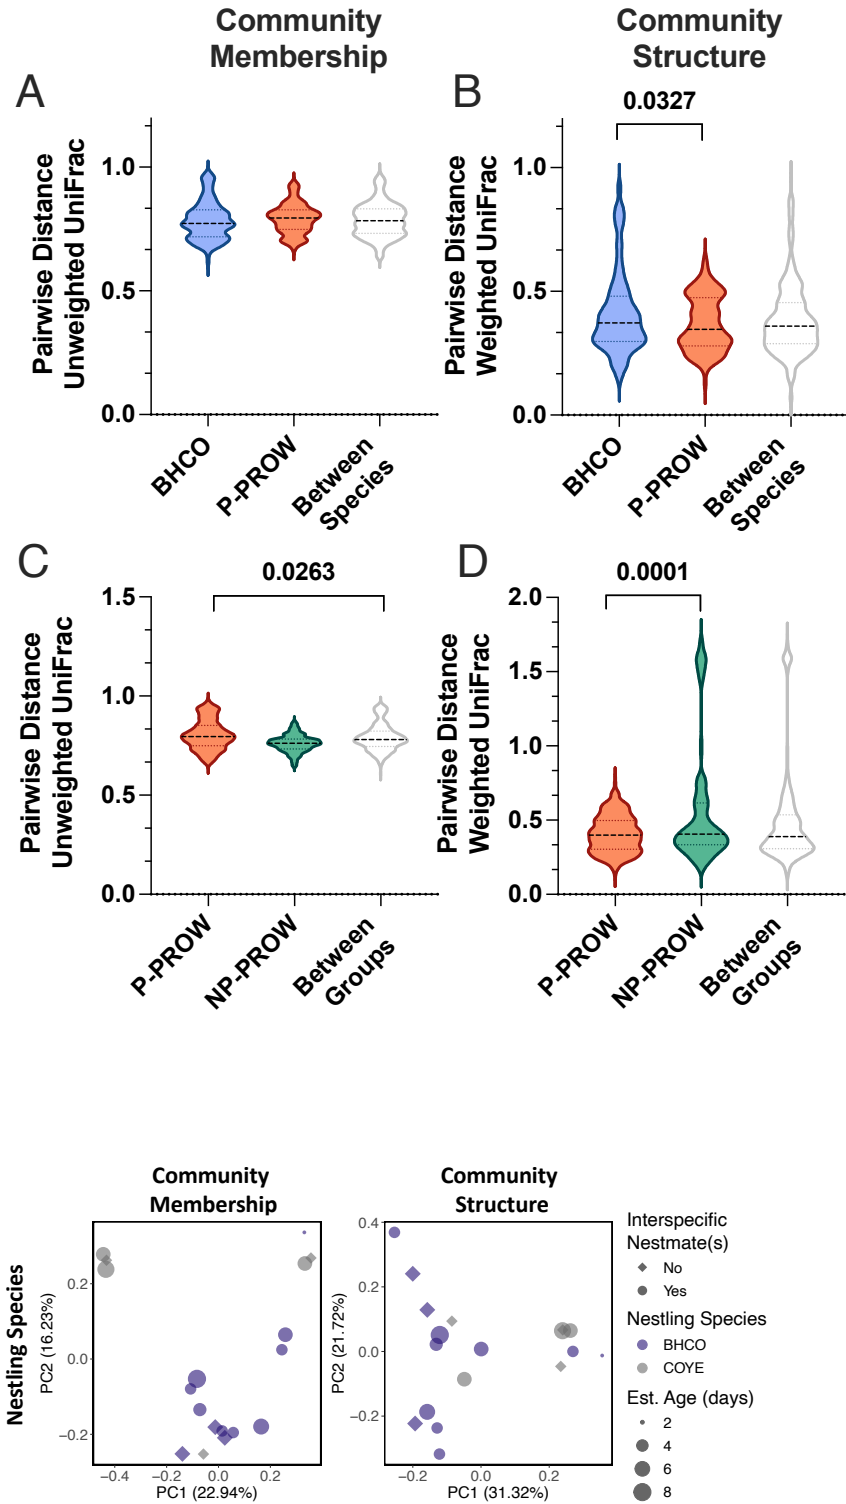 Community
Membership
Community
Structure
A
Pairwise Distance
Unweighted UniFrac
1.0
0.5
0.0
BHCO
P-PROW
Between
Species
B
0.0327
Pairwise Distance
Weighted UniFrac
1.0
0.5
0.0
BHCO
P-PROW
Between
Species
C
0.0263
Pairwise Distance
Unweighted UniFrac
1.5
1.0
0.5
0.0
P-PROW
NP-PROW
Between
Groups
D
0.0001
Pairwise Distance
Weighted UniFrac
2.0
1.5
1.0
0.5
0.0
P-PROW
NP-PROW
Between
Groups
Nestling Species
Community
Membership
PC2 (16.23%)
0.2
0.0
−0.2
−0.4
−0.2
0.0
0.2
PC1 (22.94%)
Community
Structure
PC2 (21.72%)
0.4
0.2
0.0
−0.2
−0.2
0.0
0.2
PC1 (31.32%)
Interspecific
Nestmate(s)
No
Yes
Nestling Species
BHCO
COYE
Est. Age (days)
2
4
6
8